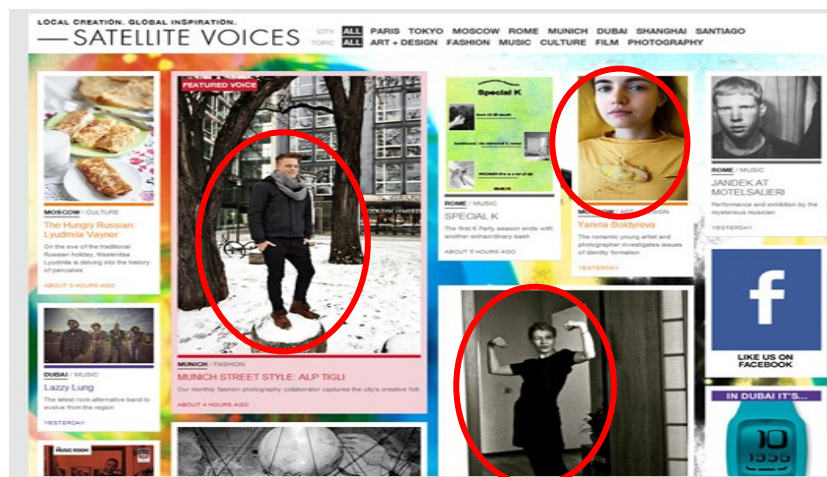 LOCAL CREATION. GLOBAL INSPIRATION.
— SATELLITE VOICES
CITY ALL PARIS TOKYO MOSCOW ROME MUNICH DUBAI SHANGHAI SANTIAGO
TOPIC ALL ART + DESIGN FASHION MUSIC CULTURE FILM PHOTOGRAPHY
MOSCOW / CULTURE
The Hungry Russian:
Lyudmila Vayner
On the eve of the traditional
Russian holiday, Maslenitsa
Lyudmila is delving into the history
of pancakes
ABOUT 3 HOURS AGO
DUBAI / MUSIC
Lazzy Lung
The latest rock-alternative band to
evolve from the region
YESTERDAY
MUSIC ROOM
FEATURED VOICE
MUNICH / FASHION
MUNICH STREET STYLE: ALP TIGLI
Our monthly fashion photography collaborator captures the city's creative folk
ABOUT 4 HOURS AGO
Special K
ROME / MUSIC
SPECIAL K
The first K Party season ends with
another extraordinary bash
ABOUT 5 HOURS AGO
MOSCOW / ART + DESIGN
Yanina Boldyreva
The romantic young artist and
photographer investigates issues
of identity formation
YESTERDAY
ROME / MUSIC
JANDEK AT
MOTELSALIERI
Performance and exhibition by the
mysterious musician
YESTERDAY
f
LIKE US ON
FACEBOOK
IN DUBAI IT'S...
10